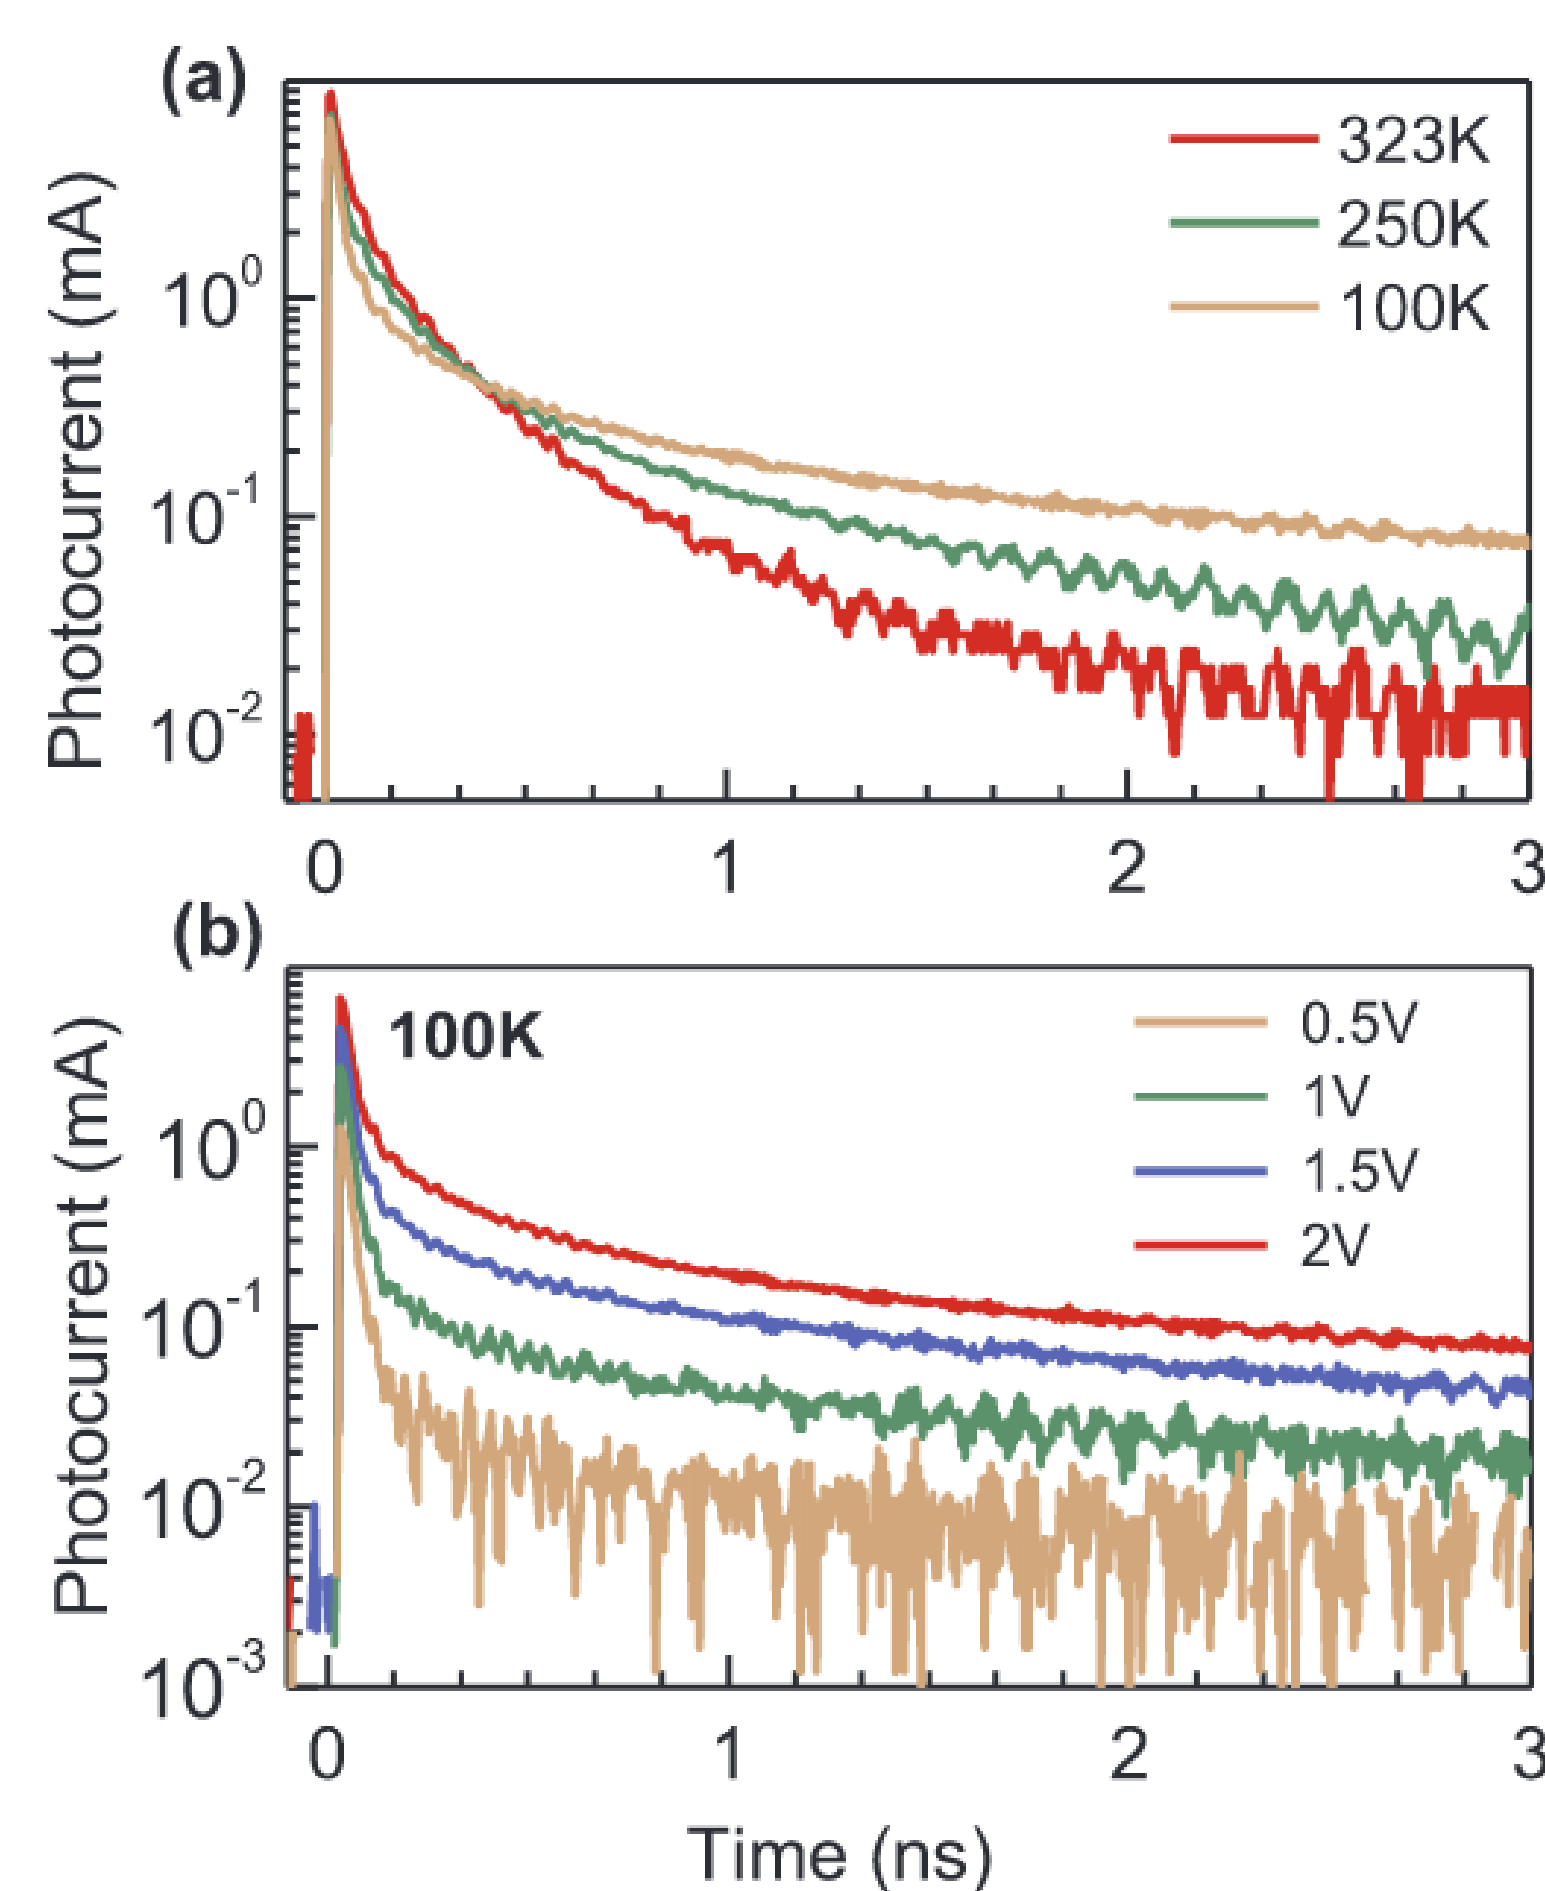 (a)
Photocurrent (mA)
10^0
10^-1
10^-2
323K
250K
100K
0 1 2 3
(b)
Photocurrent (mA)
10^0
10^-1
10^-2
10^-3
100K
0.5V
1V
1.5V
2V
0 1 2 3
Time (ns)